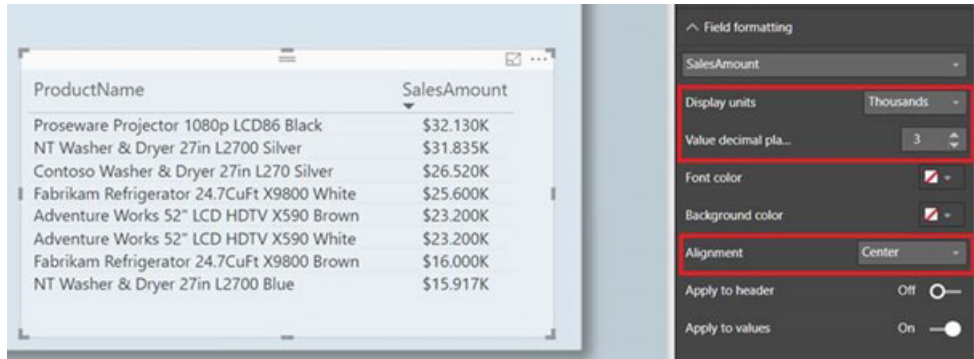 ProductName SalesAmount
Proseware Projector 1080p LCD86 Black $32.130K
NT Washer & Dryer 27in L2700 Silver $31.835K
Contoso Washer & Dryer 27in L270 Silver $26.520K
Fabrikam Refrigerator 24.7CuFt X9800 White $25.600K
Adventure Works 52" LCD HDTV X590 Brown $23.200K
Adventure Works 52" LCD HDTV X590 White $23.200K
Fabrikam Refrigerator 24.7CuFt X9800 Brown $16.000K
NT Washer & Dryer 27in L2700 Blue $15.917K
Field formatting
SalesAmount
Display units Thousands
Value decimal pla... 3
Font color
Background color
Alignment Center
Apply to header Off
Apply to values On